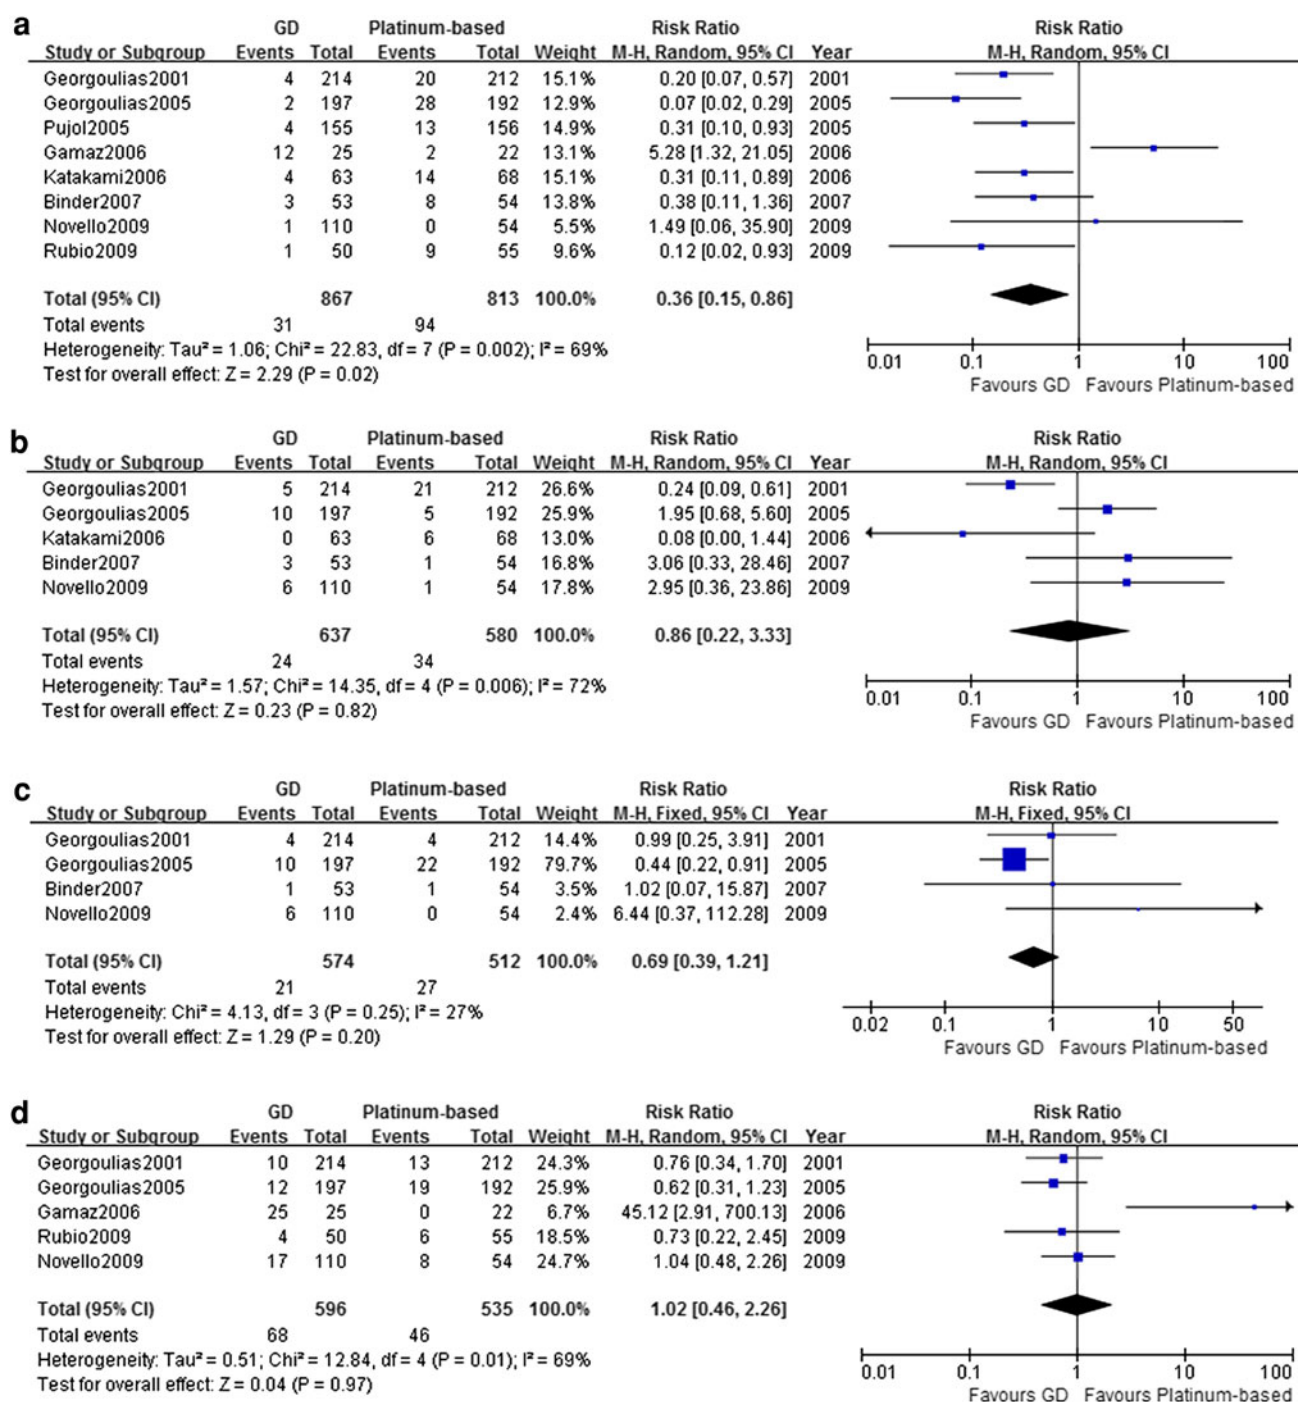 a GD Platinum-based Risk Ratio Risk Ratio
Study or Subgroup Events Total Events Total Weight M-H, Random, 95% CI Year M-H, Random, 95% CI
Georgoulias2001 4 214 20 212 15.1% 0.20 [0.07, 0.57] 2001
Georgoulias2005 2 197 28 192 12.9% 0.07 [0.02, 0.29] 2005
Pujol2005 4 155 13 156 14.9% 0.31 [0.10, 0.93] 2005
Gamaz2006 12 25 2 22 13.1% 5.28 [1.32, 21.05] 2006
Katakami2006 4 63 14 68 15.1% 0.31 [0.11, 0.89] 2006
Binder2007 3 53 8 54 13.8% 0.38 [0.11, 1.36] 2007
Novello2009 1 110 0 54 5.5% 1.49 [0.06, 35.90] 2009
Rubio2009 1 50 9 55 9.6% 0.12 [0.02, 0.93] 2009
Total (95% CI) 867 813 100.0% 0.36 [0.15, 0.86]
Total events 31 94
Heterogeneity: Tau² = 1.06; Chi² = 22.83, df = 7 (P = 0.002); I² = 69%
Test for overall effect: Z = 2.29 (P = 0.02)
0.01 0.1 1 10 100
Favours GD Favours Platinum-based
b GD Platinum-based Risk Ratio Risk Ratio
Study or Subgroup Events Total Events Total Weight M-H, Random, 95% CI Year M-H, Random, 95% CI
Georgoulias2001 5 214 21 212 26.6% 0.24 [0.09, 0.61] 2001
Georgoulias2005 10 197 5 192 25.9% 1.95 [0.68, 5.60] 2005
Katakami2006 0 63 6 68 13.0% 0.08 [0.00, 1.44] 2006
Binder2007 3 53 1 54 16.8% 3.06 [0.33, 28.46] 2007
Novello2009 6 110 1 54 17.8% 2.95 [0.36, 23.86] 2009
Total (95% CI) 637 580 100.0% 0.86 [0.22, 3.33]
Total events 24 34
Heterogeneity: Tau² = 1.57; Chi² = 14.35, df = 4 (P = 0.006); I² = 72%
Test for overall effect: Z = 0.23 (P = 0.82)
0.01 0.1 1 10 100
Favours GD Favours Platinum-based
c GD Platinum-based Risk Ratio Risk Ratio
Study or Subgroup Events Total Events Total Weight M-H, Fixed, 95% CI Year M-H, Fixed, 95% CI
Georgoulias2001 4 214 4 212 14.4% 0.99 [0.25, 3.91] 2001
Georgoulias2005 10 197 22 192 79.7% 0.44 [0.22, 0.91] 2005
Binder2007 1 53 1 54 3.5% 1.02 [0.07, 15.87] 2007
Novello2009 6 110 0 54 2.4% 6.44 [0.37, 112.28] 2009
Total (95% CI) 574 512 100.0% 0.69 [0.39, 1.21]
Total events 21 27
Heterogeneity: Chi² = 4.13, df = 3 (P = 0.25); I² = 27%
Test for overall effect: Z = 1.29 (P = 0.20)
0.02 0.1 1 10 50
Favours GD Favours Platinum-based
d GD Platinum-based Risk Ratio Risk Ratio
Study or Subgroup Events Total Events Total Weight M-H, Random, 95% CI Year M-H, Random, 95% CI
Georgoulias2001 10 214 13 212 24.3% 0.76 [0.34, 1.70] 2001
Georgoulias2005 12 197 19 192 25.9% 0.62 [0.31, 1.23] 2005
Gamaz2006 25 25 0 22 6.7% 45.12 [2.91, 700.13] 2006
Rubio2009 4 50 6 55 18.5% 0.73 [0.22, 2.45] 2009
Novello2009 17 110 8 54 24.7% 1.04 [0.48, 2.26] 2009
Total (95% CI) 596 535 100.0% 1.02 [0.46, 2.26]
Total events 68 46
Heterogeneity: Tau² = 0.51; Chi² = 12.84, df = 4 (P = 0.01); I² = 69%
Test for overall effect: Z = 0.04 (P = 0.97)
0.01 0.1 1 10 100
Favours GD Favours Platinum-based